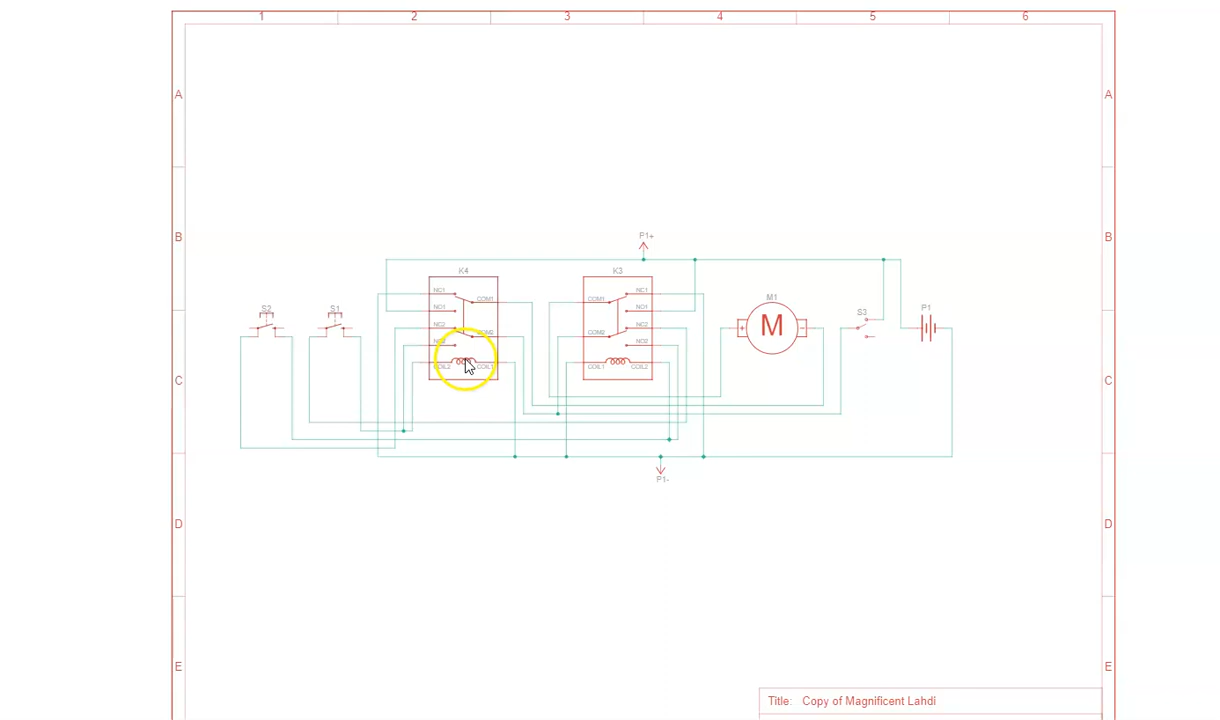 1 2 3 4 5 6
A A
B B
P1+
K4 K3
NC1 COM1 COM1 NC1
M1
NO1 NO1
S2 S1 S3 P1
NC2 COM2 COM2 NC2
M
+ -
NO2
COIL2 COIL1 COIL1 COIL2
C C
P1-
D D
E E
Title: Copy of Magnificent Lahdi